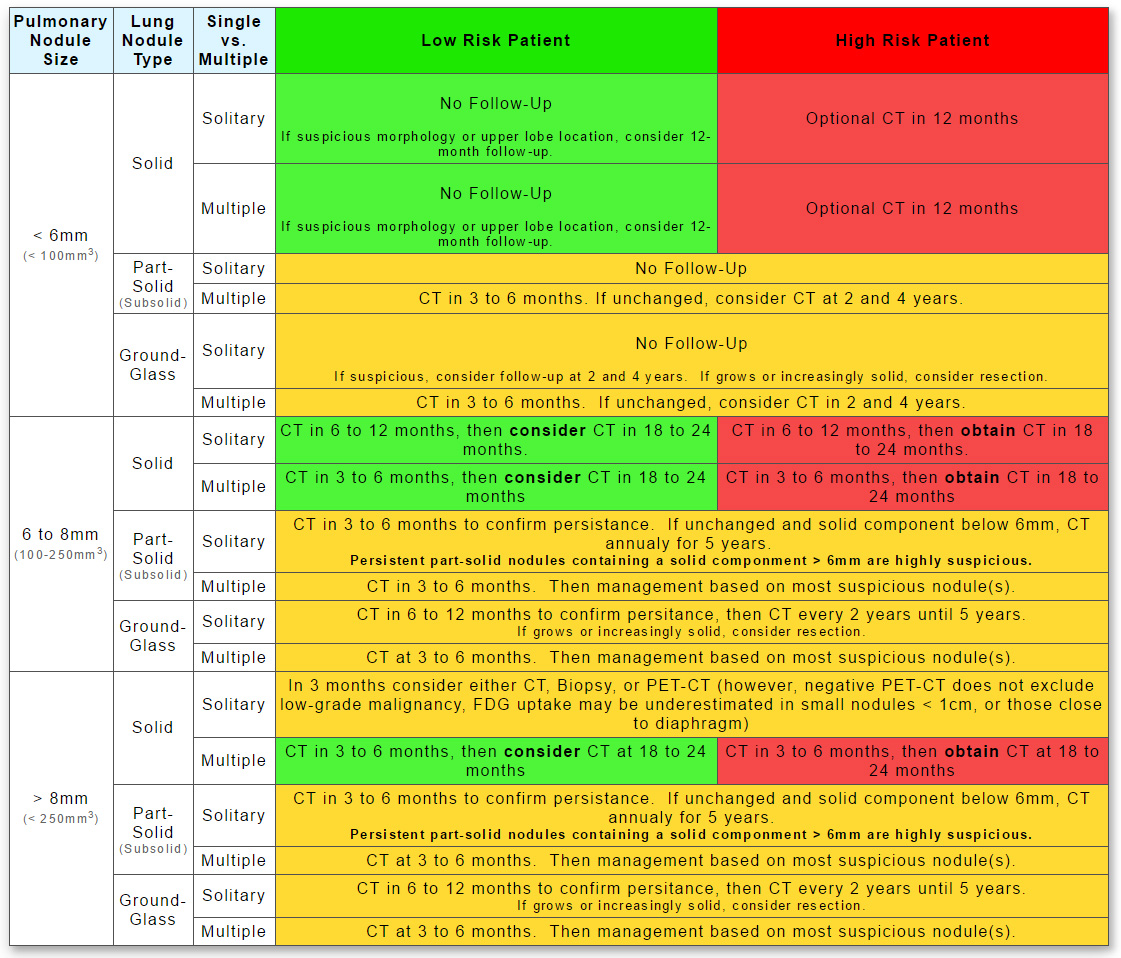 Pulmonary Nodule Size
Lung Nodule Type
Single vs. Multiple
Low Risk Patient
High Risk Patient
< 6mm
(< 100mm³)
Solid
Solitary
No Follow-Up
If suspicious morphology or upper lobe location, consider 12-
month follow-up.
Optional CT in 12 months
Multiple
No Follow-Up
If suspicious morphology or upper lobe location, consider 12-
month follow-up.
Optional CT in 12 months
Part-
Solid
(Subsolid)
Solitary
No Follow-Up
Multiple
CT in 3 to 6 months. If unchanged, consider CT at 2 and 4 years.
Ground-
Glass
Solitary
No Follow-Up
If suspicious, consider follow-up at 2 and 4 years. If grows or increasingly solid, consider resection.
Multiple
CT in 3 to 6 months. If unchanged, consider CT in 2 and 4 years.
6 to 8mm
(100-250mm³)
Solid
Solitary
CT in 6 to 12 months, then consider CT in 18 to 24
months.
CT in 6 to 12 months, then obtain CT in 18
to 24 months.
Multiple
CT in 3 to 6 months, then consider CT in 18 to 24
months
CT in 3 to 6 months, then obtain CT in 18 to
24 months
Part-
Solid
(Subsolid)
Solitary
CT in 3 to 6 months to confirm persistance. If unchanged and solid component below 6mm, CT
annualy for 5 years.
Persistent part-solid nodules containing a solid componment > 6mm are highly suspicious.
Multiple
CT in 3 to 6 months. Then management based on most suspicious nodule(s).
Ground-
Glass
Solitary
CT in 6 to 12 months to confirm persitance, then CT every 2 years until 5 years.
If grows or increasingly solid, consider resection.
Multiple
CT at 3 to 6 months. Then management based on most suspicious nodule(s).
> 8mm
(< 250mm³)
Solid
Solitary
In 3 months consider either CT, Biopsy, or PET-CT (however, negative PET-CT does not exclude
low-grade malignancy, FDG uptake may be underestimated in small nodules < 1cm, or those close
to diaphragm)
Multiple
CT in 3 to 6 months, then consider CT at 18 to 24
months
CT in 3 to 6 months, then obtain CT at 18 to
24 months
Part-
Solid
(Subsolid)
Solitary
CT in 3 to 6 months to confirm persistance. If unchanged and solid component below 6mm, CT
annualy for 5 years.
Persistent part-solid nodules containing a solid componment > 6mm are highly suspicious.
Multiple
CT at 3 to 6 months. Then management based on most suspicious nodule(s).
Ground-
Glass
Solitary
CT in 6 to 12 months to confirm persitance, then CT every 2 years until 5 years.
If grows or increasingly solid, consider resection.
Multiple
CT at 3 to 6 months. Then management based on most suspicious nodule(s).